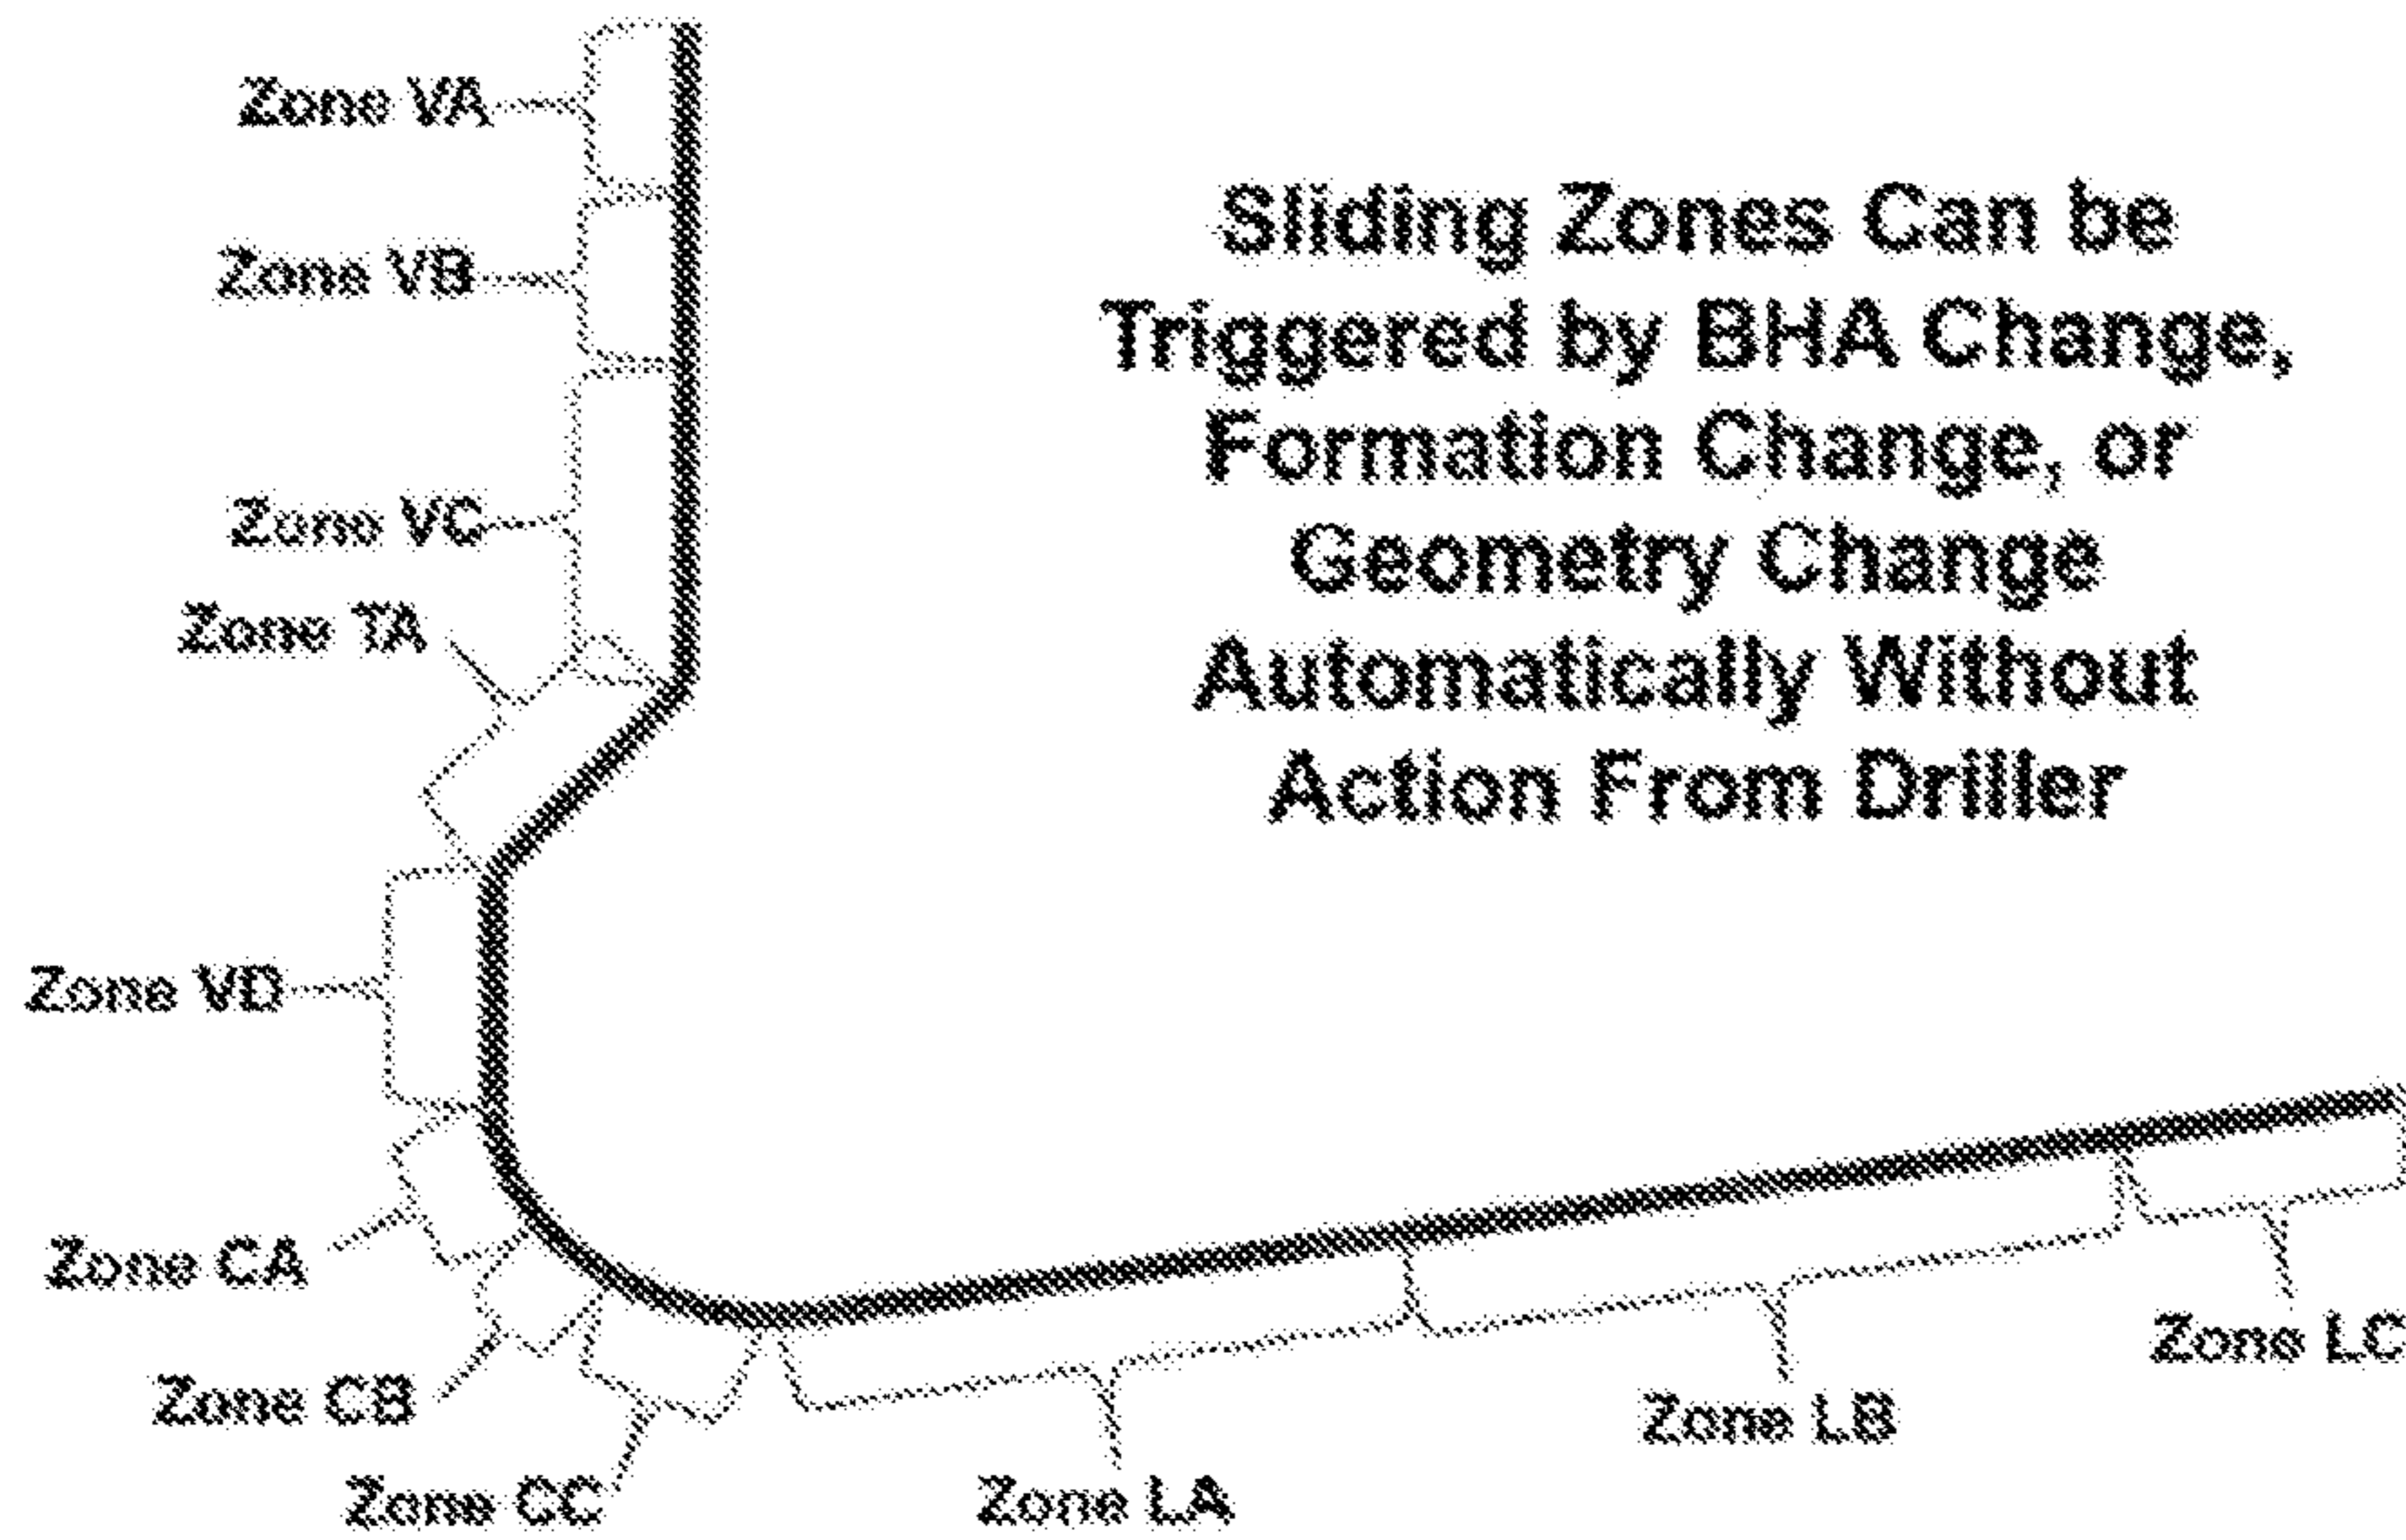 Zone VA
Zone VB
Zone VC
Zone TA
Zone VD
Zone CA
Zone CB
Zone CC
Zone LA
Zone LB
Zone LC
Sliding Zones Can be
Triggered by BHA Change,
Formation Change, or
Geometry Change
Automatically Without
Action From Driller